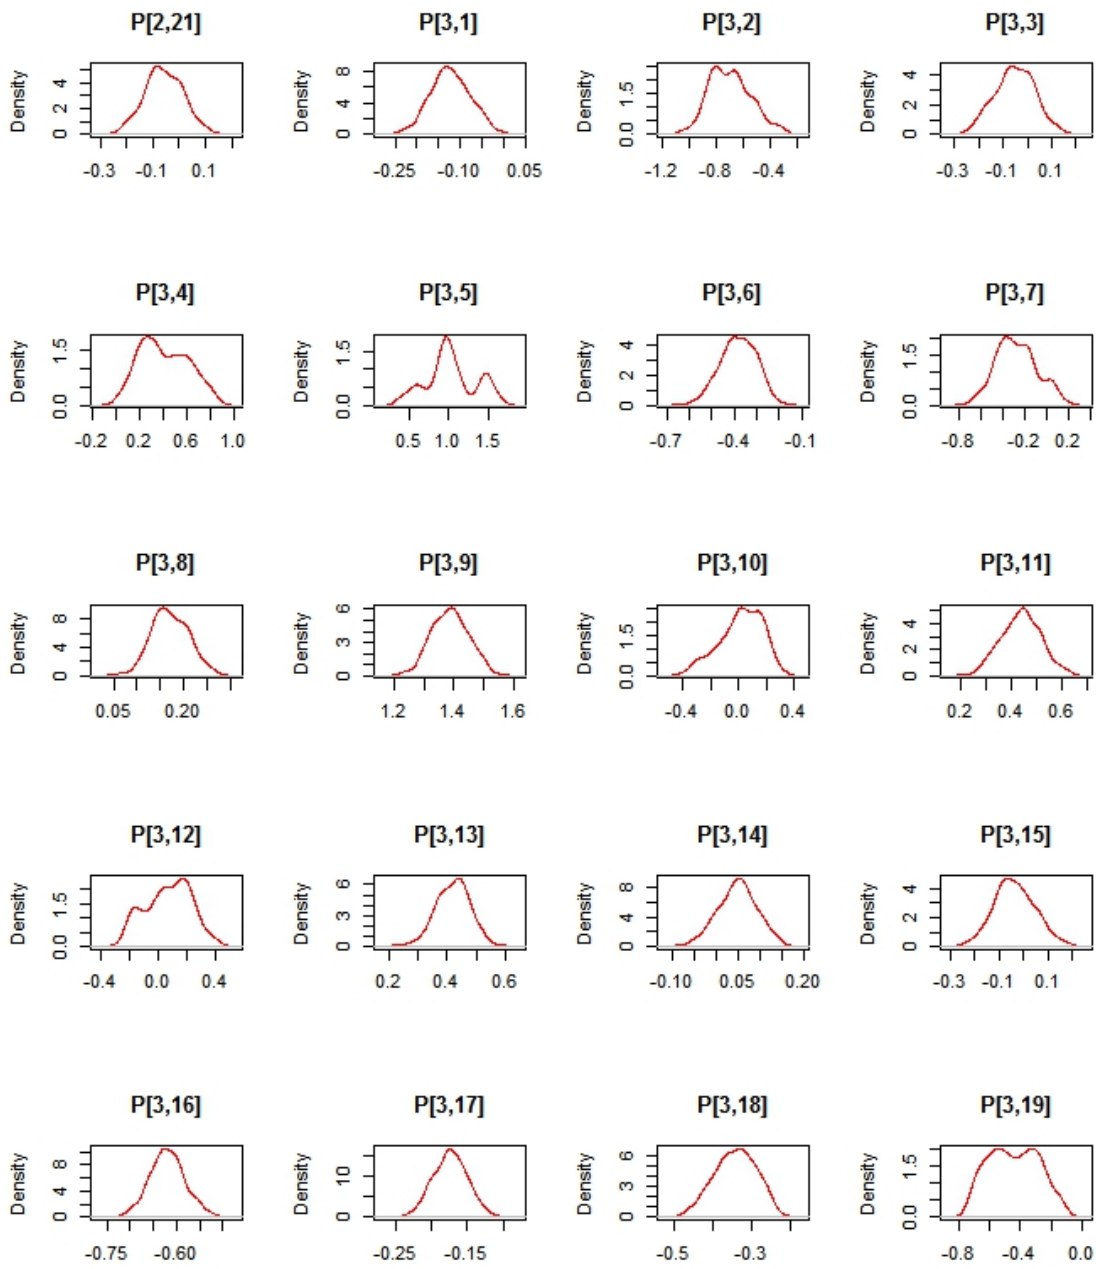 P[2,21] P[3,1] P[3,2] P[3,3]
Density Density Density Density
0 2 4 0 4 8 0.0 1.5 0 2 4
-0.3 -0.1 0.1 -0.25 -0.10 0.05 -1.2 -0.8 -0.4 -0.3 -0.1 0.1
P[3,4] P[3,5] P[3,6] P[3,7]
Density Density Density Density
0.0 1.5 0.0 1.5 0 2 4 0.0 1.5
-0.2 0.2 0.6 1.0 0.5 1.0 1.5 -0.7 -0.4 -0.1 -0.8 -0.2 0.2
P[3,8] P[3,9] P[3,10] P[3,11]
Density Density Density Density
0 4 8 0 3 6 0.0 1.5 0 2 4
0.05 0.20 1.2 1.4 1.6 -0.4 0.0 0.4 0.2 0.4 0.6
P[3,12] P[3,13] P[3,14] P[3,15]
Density Density Density Density
0.0 1.5 0 3 6 0 4 8 0 2 4
-0.4 0.0 0.4 0.2 0.4 0.6 -0.10 0.05 0.20 -0.3 -0.1 0.1
P[3,16] P[3,17] P[3,18] P[3,19]
Density Density Density Density
0 4 8 0 10 0 3 6 0.0 1.5
-0.75 -0.60 -0.25 -0.15 -0.5 -0.3 -0.8 -0.4 0.0